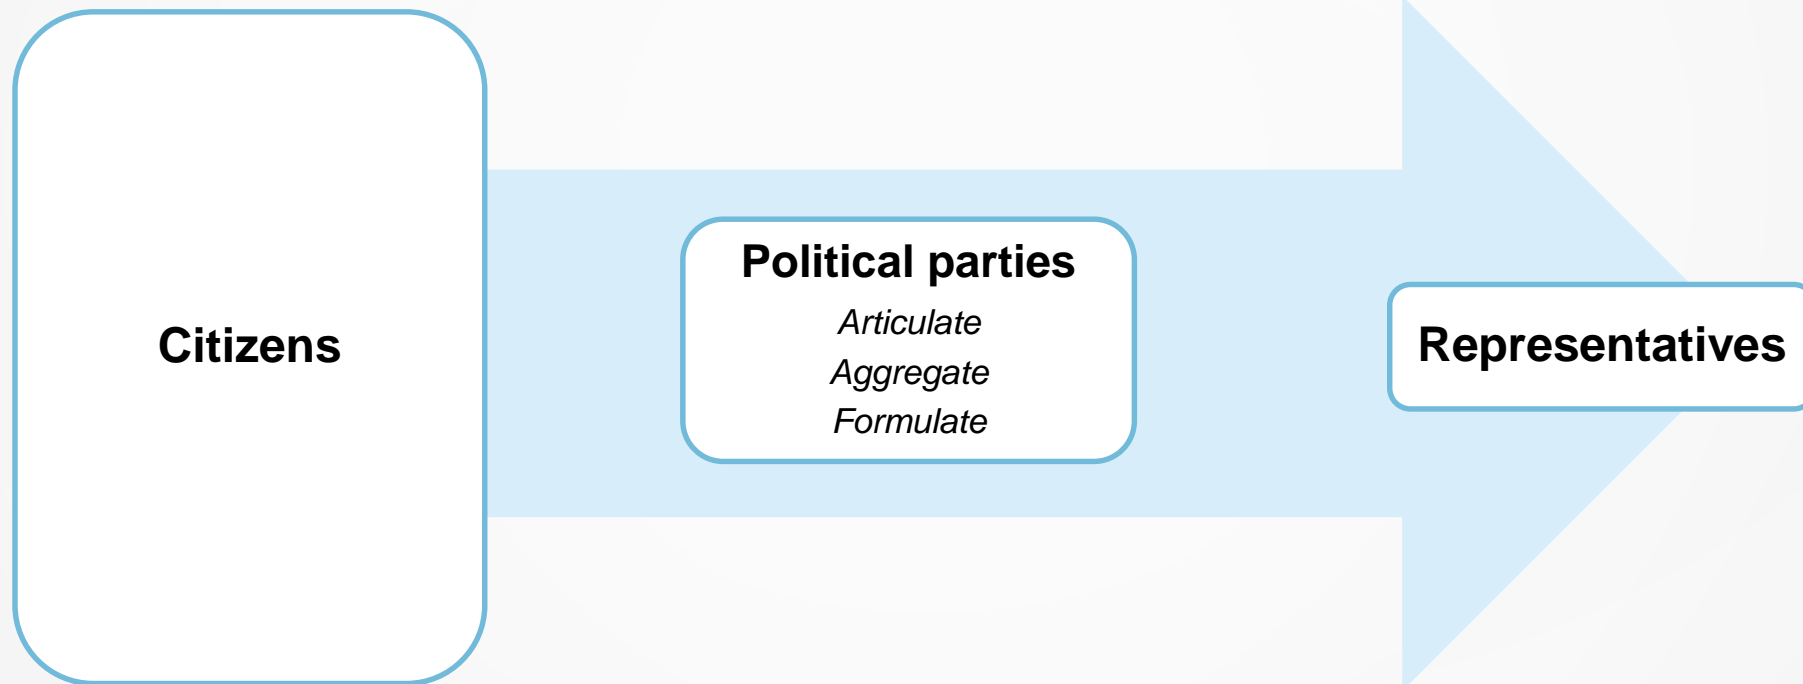 Citizens
Political parties
Articulate
Aggregate
Formulate
Representatives